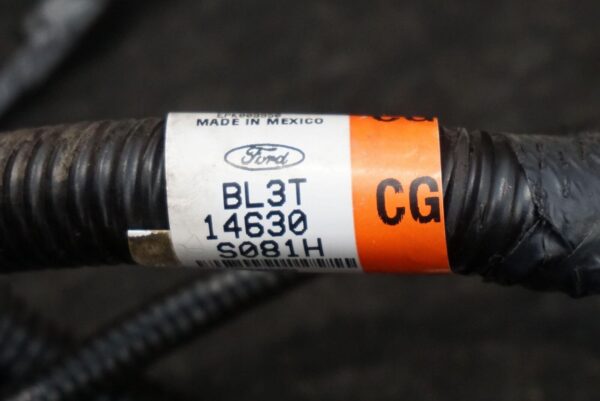 MADE IN MEXICO
Ford
BL3T
14630
S081H
CG